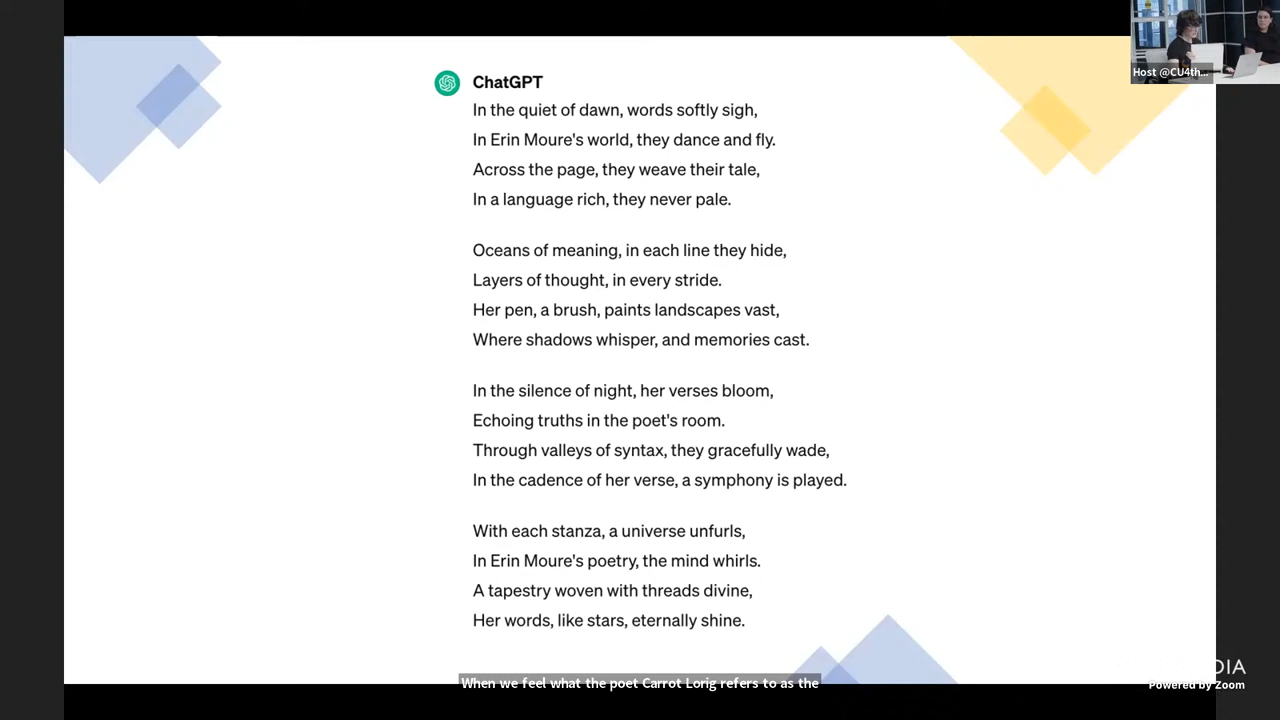 Host @CU4th...
ChatGPT
In the quiet of dawn, words softly sigh,
In Erin Moure's world, they dance and fly.
Across the page, they weave their tale,
In a language rich, they never pale.
Oceans of meaning, in each line they hide,
Layers of thought, in every stride.
Her pen, a brush, paints landscapes vast,
Where shadows whisper, and memories cast.
In the silence of night, her verses bloom,
Echoing truths in the poet's room.
Through valleys of syntax, they gracefully wade,
In the cadence of her verse, a symphony is played.
With each stanza, a universe unfurls,
In Erin Moure's poetry, the mind whirls.
A tapestry woven with threads divine,
Her words, like stars, eternally shine.
When we feel what the poet Carrot Lorig refers to as the
Powered by Zoom